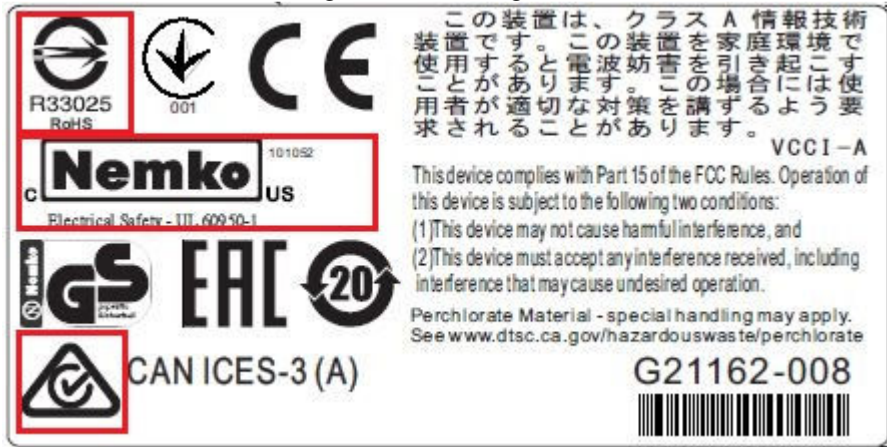 R33025
RoHS
001
CE
この装置は、クラス A 情報技術
装置です。この装置を家庭環境で
使用すると電波妨害を引き起こす
ことがあります。この場合には使
用者が適切な対策を講ずるよう要
求されることがあります。
VCCI-A
Nemko
101052
C
US
Electrical Safety - UL 60950-1
This device complies with Part 15 of the FCC Rules. Operation of
this device is subject to the following two conditions:
(1)This device may not cause harmful interference, and
(2)This device must accept any interference received, including
interference that may cause undesired operation.
Nemko
GS
geprüfte
Sicherheit
EAC
20
Perchlorate Material - special handling may apply.
See www.dtsc.ca.gov/hazardouswaste/perchlorate
CAN ICES-3 (A)
G21162-008